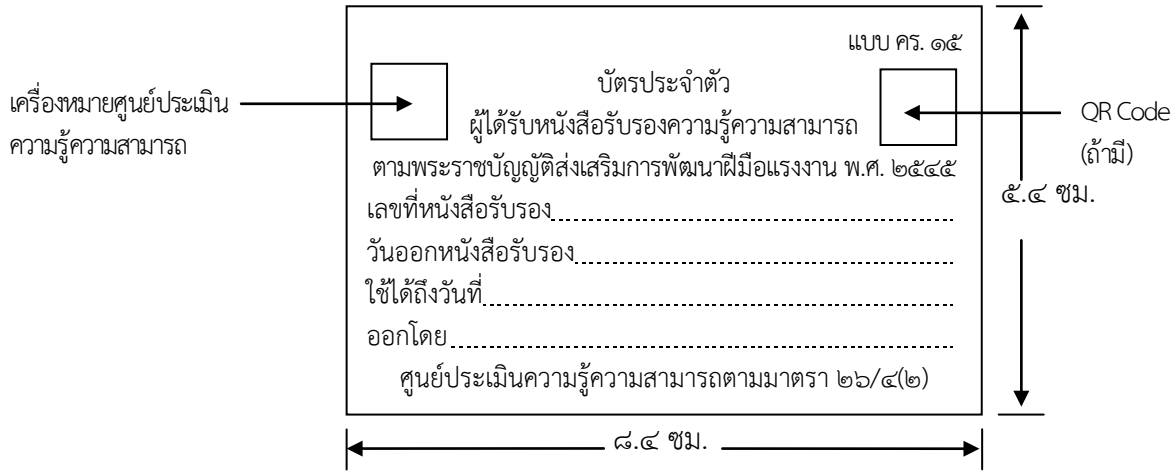 แบบ คร. ๑๕
บัตรประจำตัว
ผู้ได้รับหนังสือรับรองความรู้ความสามารถ
ตามพระราชบัญญัติส่งเสริมการพัฒนาฝีมือแรงงาน พ.ศ. ๒๕๔๕
เลขที่หนังสือรับรอง
วันออกหนังสือรับรอง
ใช้ได้ถึงวันที่
ออกโดย
ศูนย์ประเมินความรู้ความสามารถตามมาตรา ๒๖/๔(๒)
เครื่องหมายศูนย์ประเมิน
ความรู้ความสามารถ
QR Code
(ถ้ามี)
๕.๔ ซม.
๘.๔ ซม.